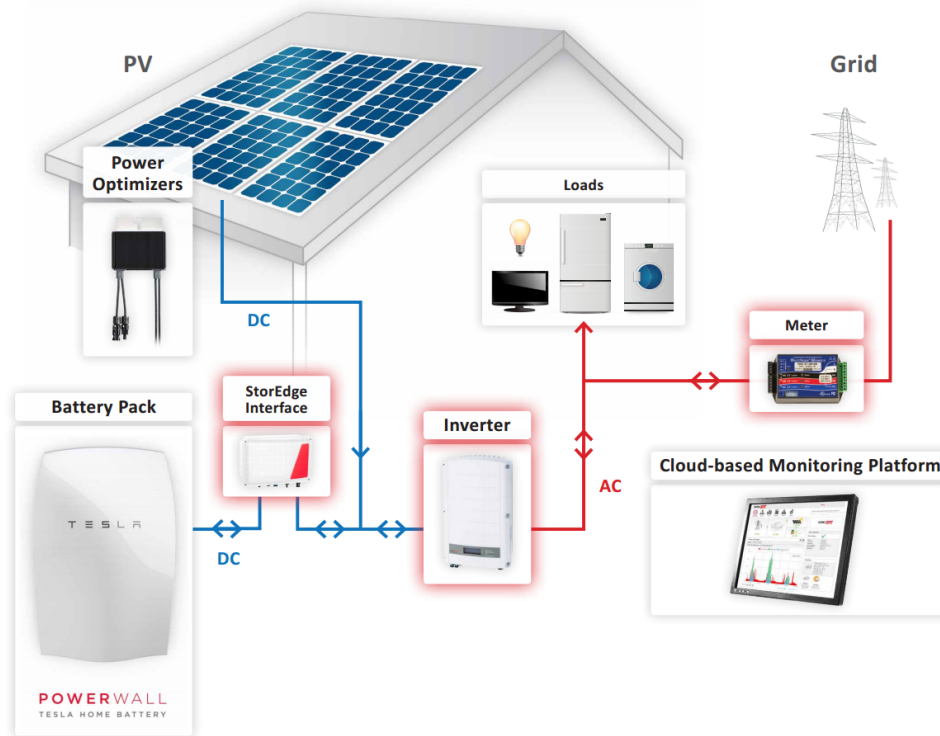 PV
Grid
Power
Optimizers
Loads
DC
Meter
StorEdge
Interface
Battery Pack
Inverter
TESLA
DC
AC
Cloud-based Monitoring Platform
POWERWALL
TESLA HOME BATTERY